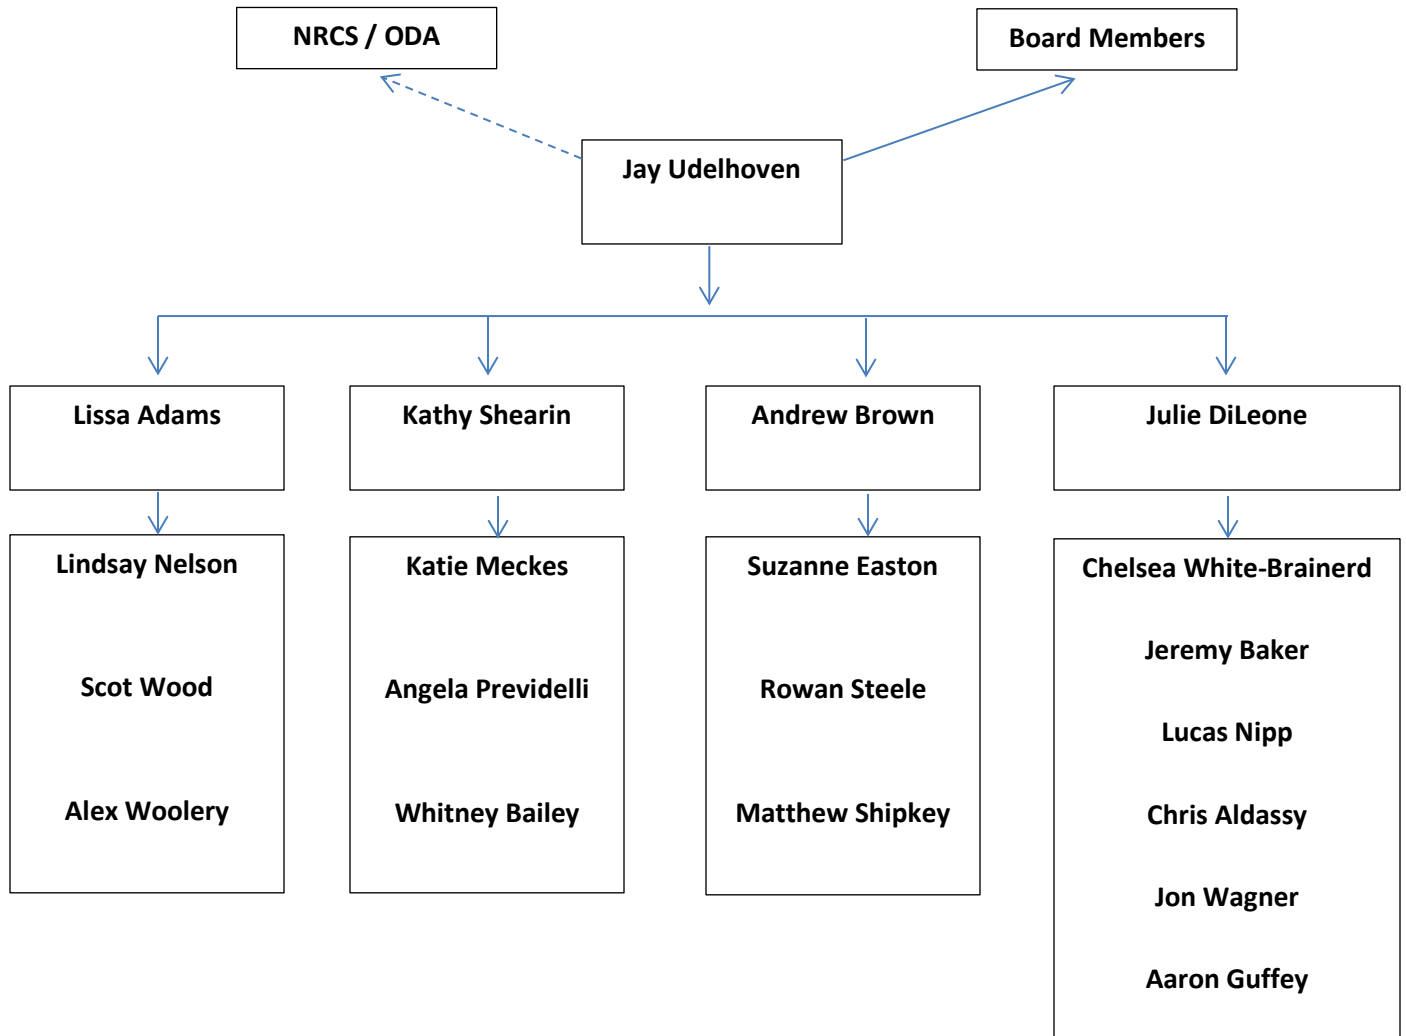 NRCS / ODA
Board Members
Jay Udelhoven
Lissa Adams
Kathy Shearin
Andrew Brown
Julie DiLeone
Lindsay Nelson
Scot Wood
Alex Woolery
Katie Meckes
Angela Previdelli
Whitney Bailey
Suzanne Easton
Rowan Steele
Matthew Shipkey
Chelsea White-Brainerd
Jeremy Baker
Lucas Nipp
Chris Aldassy
Jon Wagner
Aaron Guffey